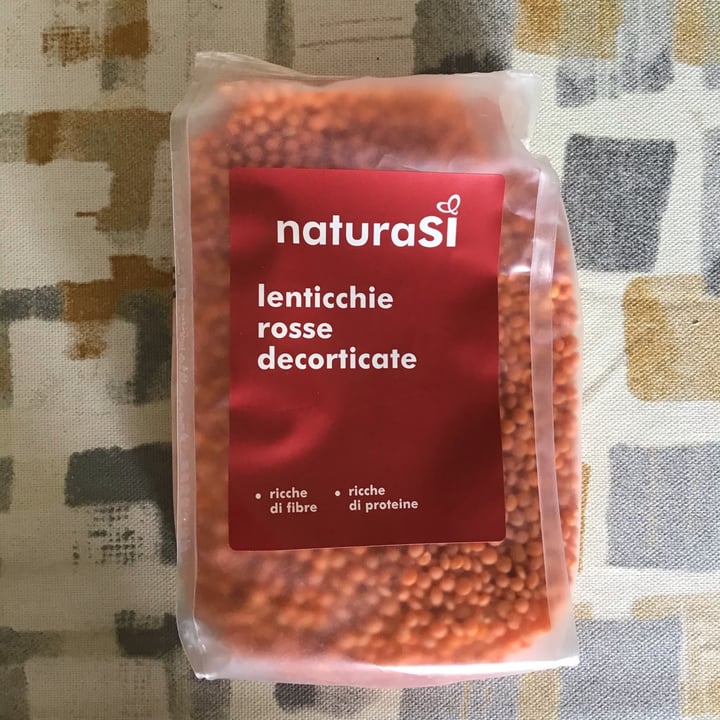 naturaSì
lenticchie
rosse
decorticate
• ricche
di fibre
• ricche
di proteine